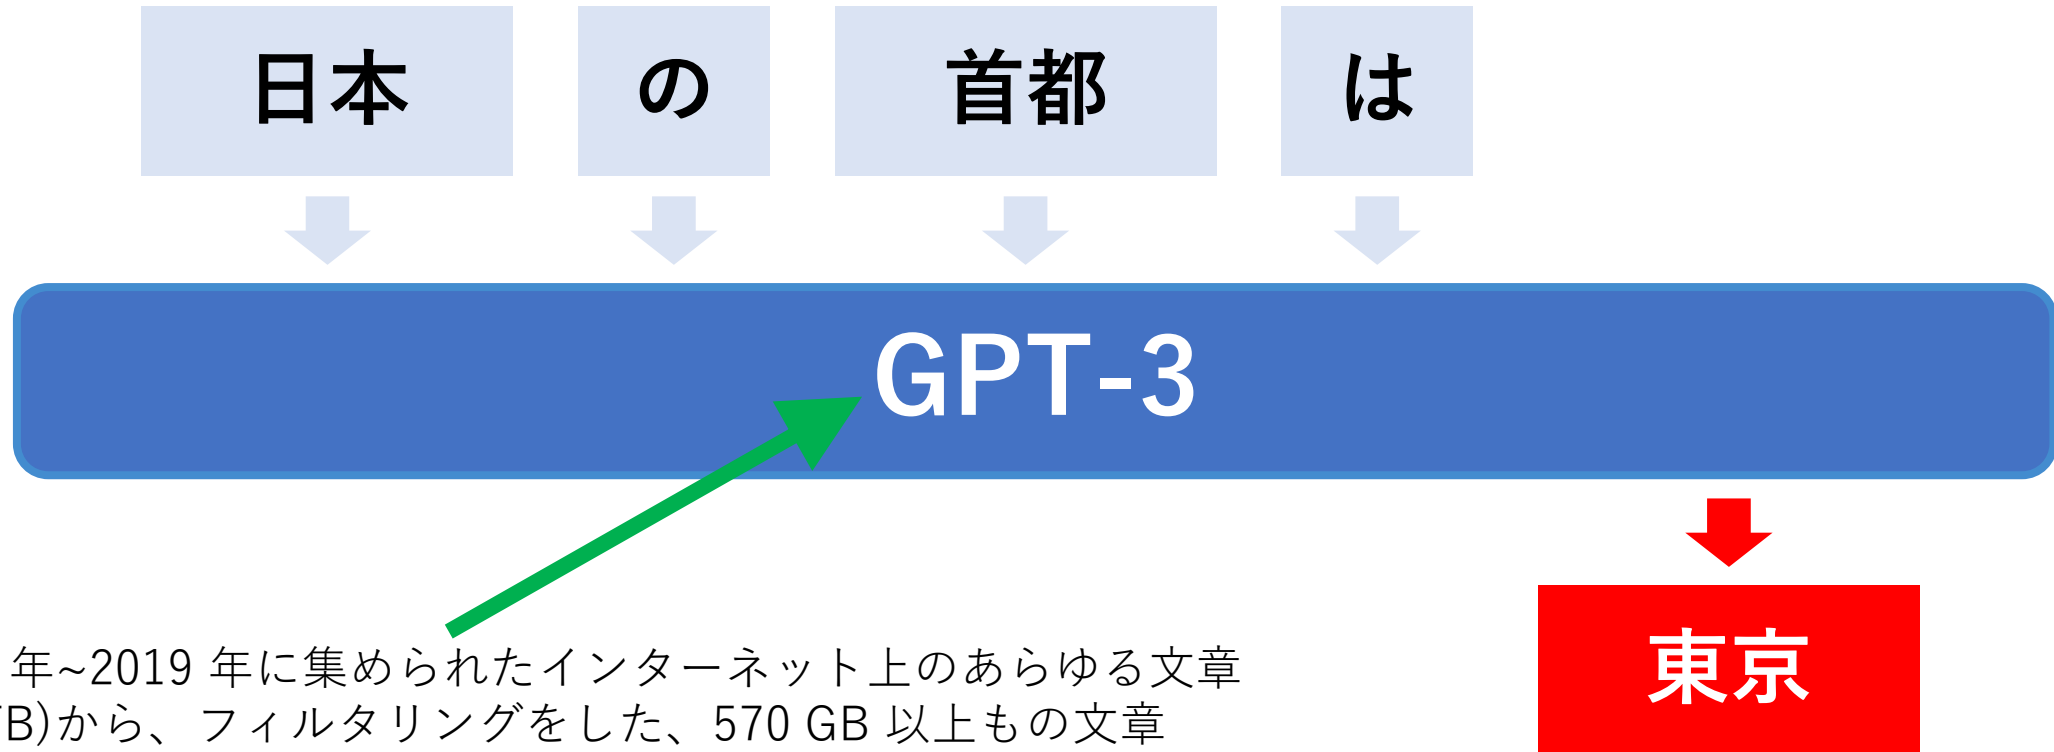 日本 の 首都 は
GPT-3
東京
年~2019 年に集められたインターネット上のあらゆる文章
B)から、フィルタリングをした、570 GB 以上もの文章